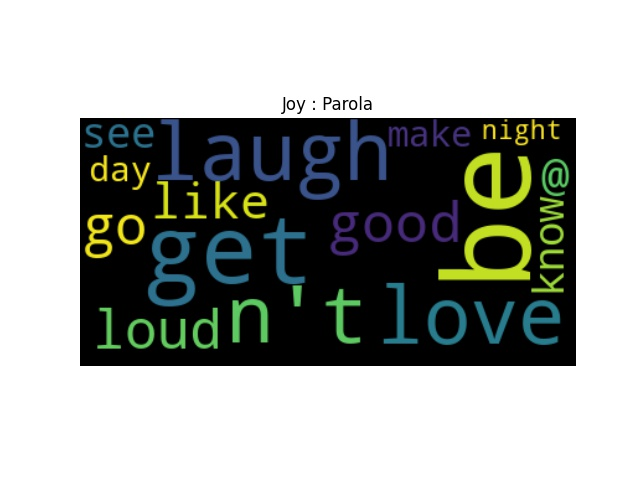 Joy : Parola
see
laugh
make
night
day
like
@
go
get
good
be
know
loud
n't
love